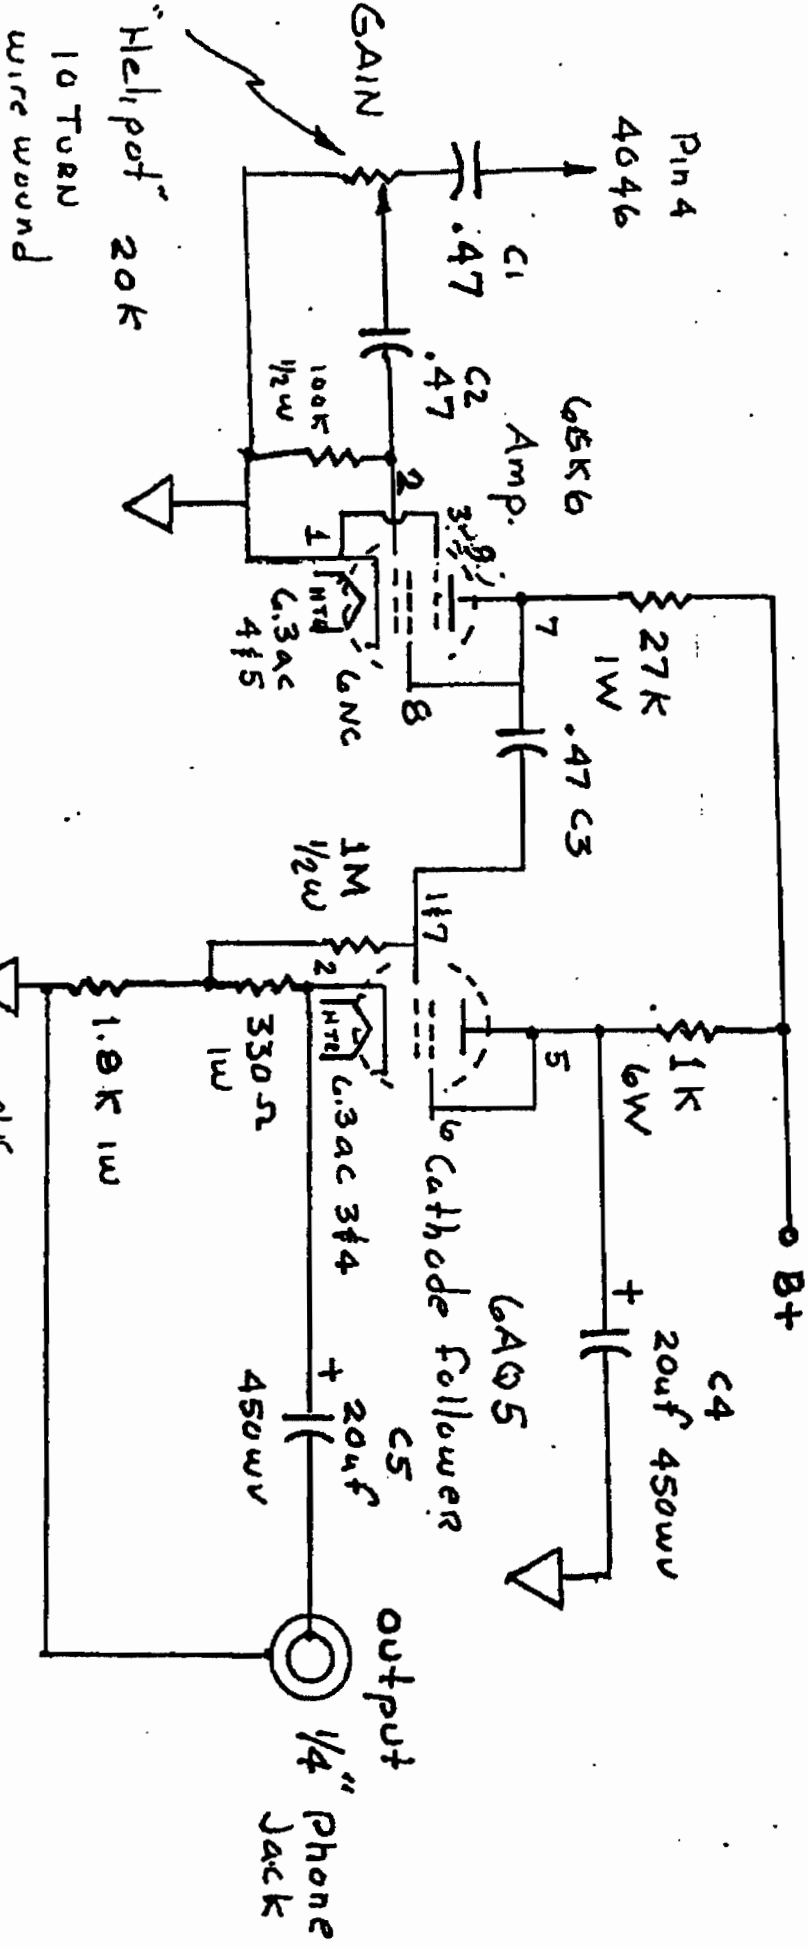 Pin 4
4046
C1
.47
GAIN
"Helipot" 20K
10 TURN
wire wound
C2
.47
100K
1/2W
6EK6
Amp.
2
1
3&9
7
8
HTR
6NC
6.3ac
4&5
27K
1W
.47 C3
1M
1/2W
1&7
2
5
6
HTR
6.3ac 3&4
330Ω
1W
1.8K 1W
1K
6W
B+
+
C4
20uf 450WV
6AQ5
Cathode follower
+
C5
20uf
450WV
output
1/4" Phone
Jack